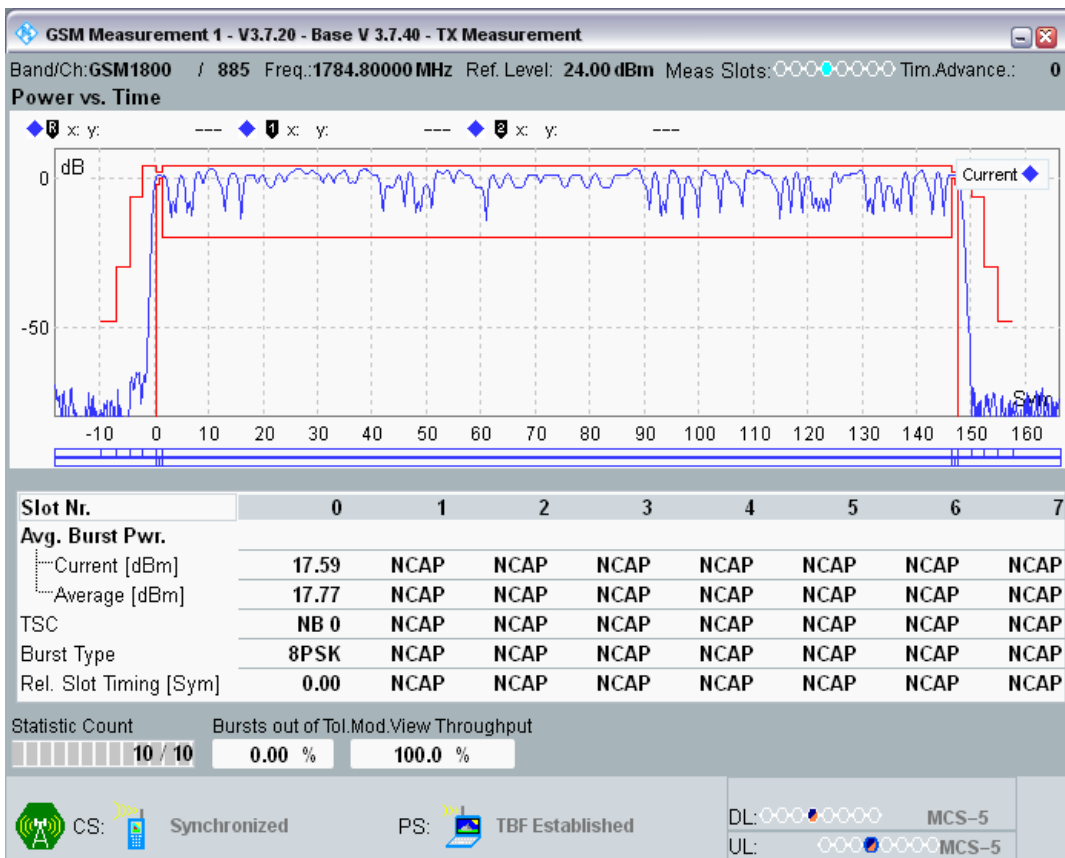 GSM Measurement 1 - V3.7.20 - Base V 3.7.40 - TX Measurement
Band/Ch:GSM1800 / 885 Freq.:1784.80000 MHz Ref. Level: 24.00 dBm Meas Slots: Tim.Advance.: 0
Power vs. Time
R x: y: --- 1 x: y: --- 2 x: y: ---
dB
Current
0
-50
Sym
-10 0 10 20 30 40 50 60 70 80 90 100 110 120 130 140 150 160
Slot Nr. 0 1 2 3 4 5 6 7
Avg. Burst Pwr.
Current [dBm] 17.59 NCAP NCAP NCAP NCAP NCAP NCAP NCAP
Average [dBm] 17.77 NCAP NCAP NCAP NCAP NCAP NCAP NCAP
TSC NB 0 NCAP NCAP NCAP NCAP NCAP NCAP NCAP
Burst Type 8PSK NCAP NCAP NCAP NCAP NCAP NCAP NCAP
Rel. Slot Timing [Sym] 0.00 NCAP NCAP NCAP NCAP NCAP NCAP NCAP
Statistic Count Bursts out of Tol.Mod.View Throughput
10 / 10 0.00 % 100.0 %
CS: Synchronized PS: TBF Established
DL: MCS-5
UL: MCS-5